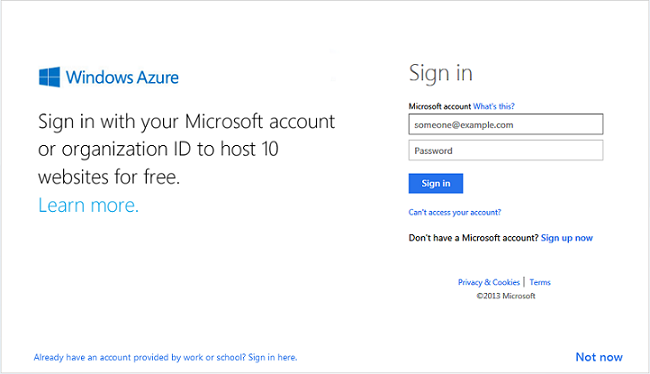 Windows Azure
Sign in with your Microsoft account
or organization ID to host 10
websites for free.
Learn more.
Sign in
Microsoft account What's this?
someone@example.com
Password
Sign in
Can't access your account?
Don't have a Microsoft account? Sign up now
Privacy & Cookies | Terms
©2013 Microsoft
Already have an account provided by work or school? Sign in here.
Not now